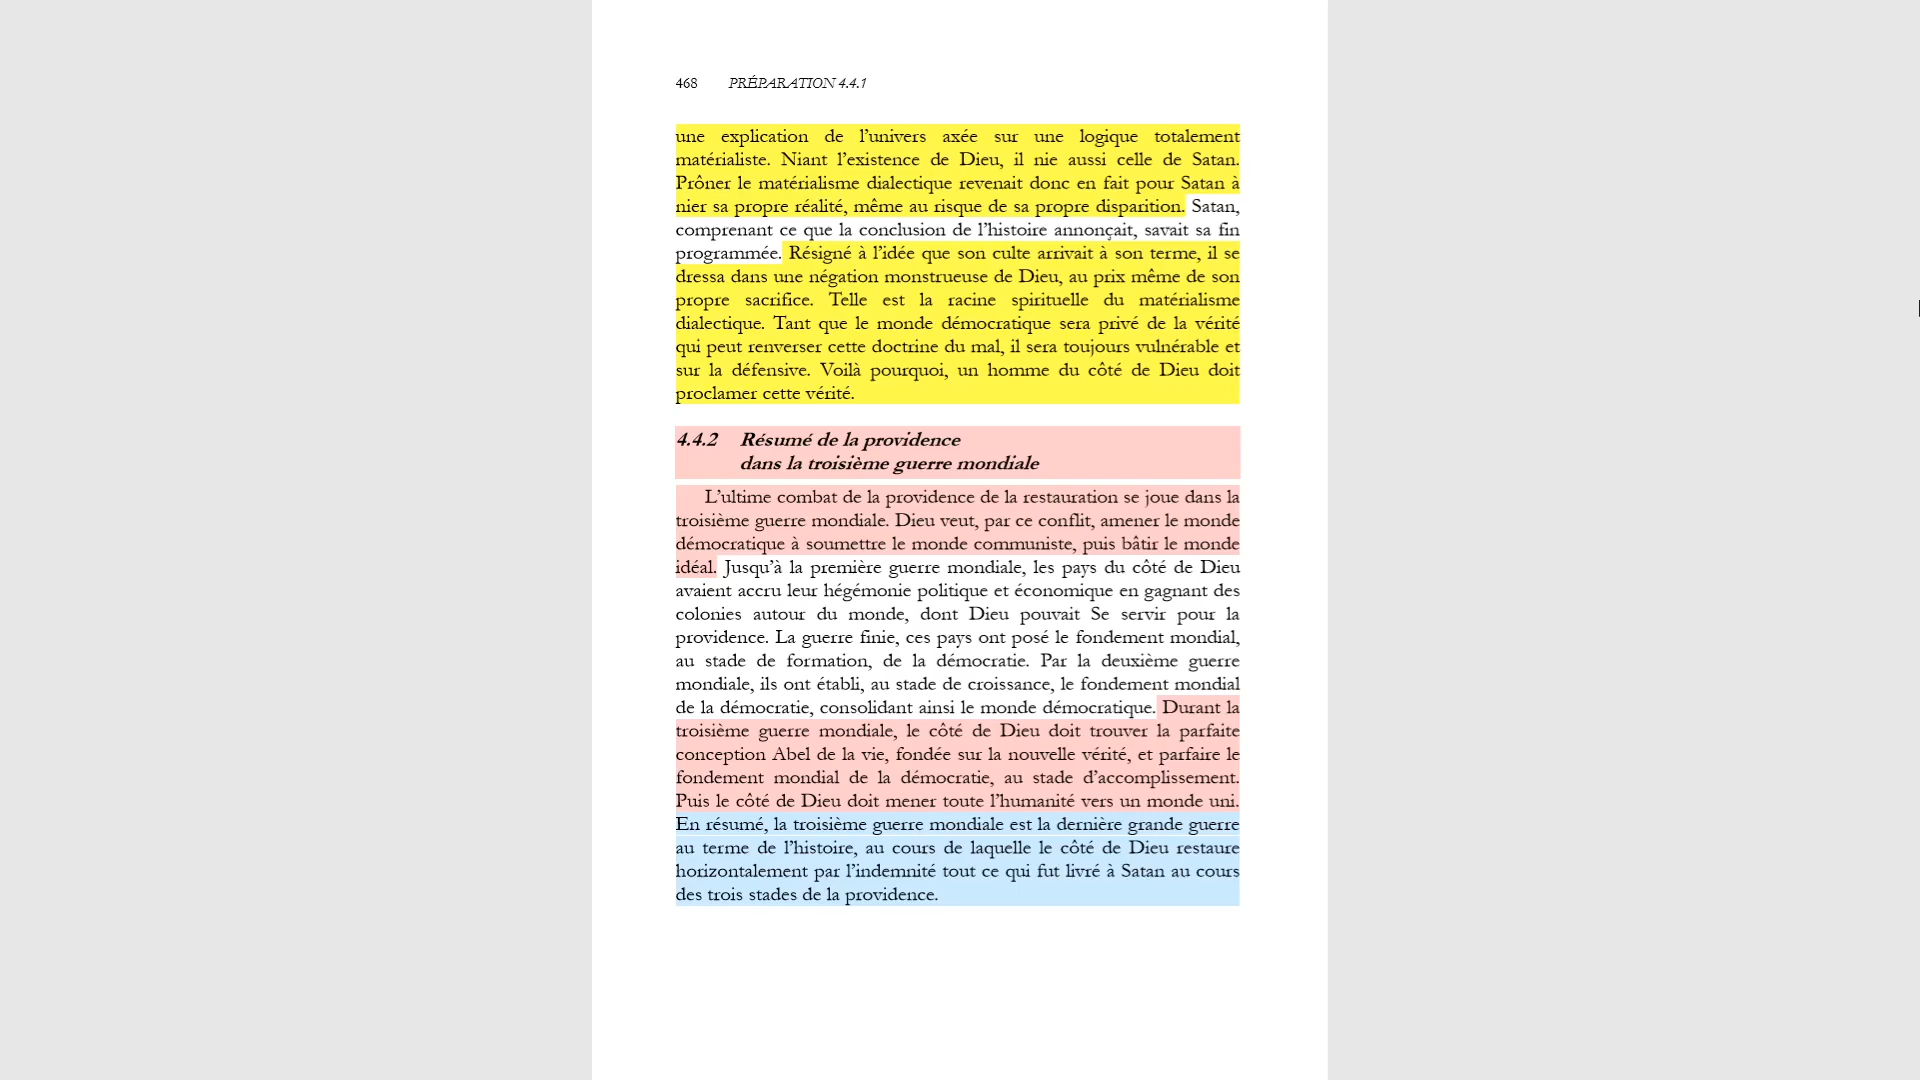 468 PRÉPARATION 4.4.1
une explication de l’univers axée sur une logique totalement
matérialiste. Niant l’existence de Dieu, il nie aussi celle de Satan.
Prôner le matérialisme dialectique revenait donc en fait pour Satan à
nier sa propre réalité, même au risque de sa propre disparition. Satan,
comprenant ce que la conclusion de l’histoire annonçait, savait sa fin
programmée. Résigné à l’idée que son culte arrivait à son terme, il se
dressa dans une négation monstrueuse de Dieu, au prix même de son
propre sacrifice. Telle est la racine spirituelle du matérialisme
dialectique. Tant que le monde démocratique sera privé de la vérité
qui peut renverser cette doctrine du mal, il sera toujours vulnérable et
sur la défensive. Voilà pourquoi, un homme du côté de Dieu doit
proclamer cette vérité.
4.4.2 Résumé de la providence
dans la troisième guerre mondiale
L’ultime combat de la providence de la restauration se joue dans la
troisième guerre mondiale. Dieu veut, par ce conflit, amener le monde
démocratique à soumettre le monde communiste, puis bâtir le monde
idéal. Jusqu’à la première guerre mondiale, les pays du côté de Dieu
avaient accru leur hégémonie politique et économique en gagnant des
colonies autour du monde, dont Dieu pouvait Se servir pour la
providence. La guerre finie, ces pays ont posé le fondement mondial,
au stade de formation, de la démocratie. Par la deuxième guerre
mondiale, ils ont établi, au stade de croissance, le fondement mondial
de la démocratie, consolidant ainsi le monde démocratique. Durant la
troisième guerre mondiale, le côté de Dieu doit trouver la parfaite
conception Abel de la vie, fondée sur la nouvelle vérité, et parfaire le
fondement mondial de la démocratie, au stade d’accomplissement.
Puis le côté de Dieu doit mener toute l’humanité vers un monde uni.
En résumé, la troisième guerre mondiale est la dernière grande guerre
au terme de l’histoire, au cours de laquelle le côté de Dieu restaure
horizontalement par l’indemnité tout ce qui fut livré à Satan au cours
des trois stades de la providence.